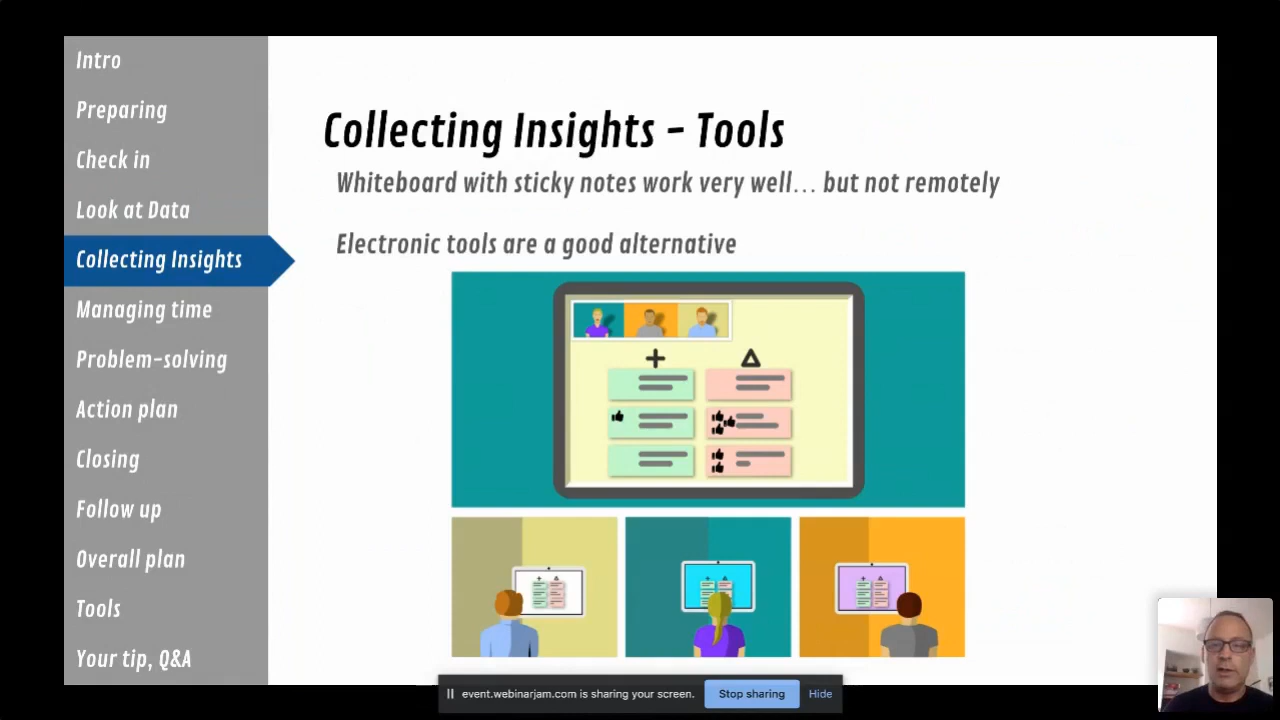 Intro
Preparing
Check in
Look at Data
Collecting Insights
Managing time
Problem-solving
Action plan
Closing
Follow up
Overall plan
Tools
Your tip, Q&A
Collecting Insights - Tools
Whiteboard with sticky notes work very well... but not remotely
Electronic tools are a good alternative
event.webinarjam.com is sharing your screen.
Stop sharing
Hide